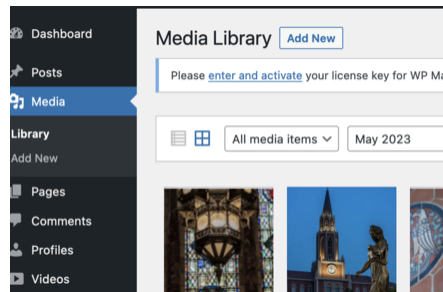 Dashboard
Posts
Media
Library
Add New
Pages
Comments
Profiles
Videos
Media Library Add New
Please enter and activate your license key for WP
All media items May 2023